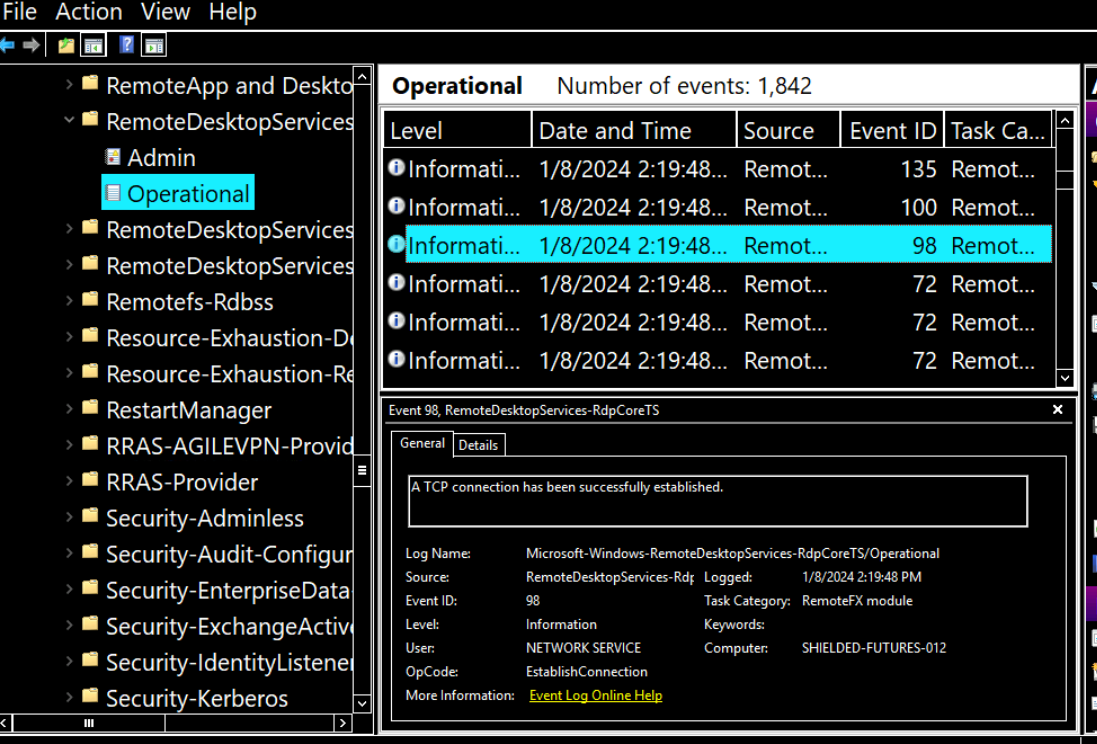 File Action View Help
RemoteApp and Deskto
RemoteDesktopServices
Admin
Operational
RemoteDesktopServices
RemoteDesktopServices
Remotefs-Rdbss
Resource-Exhaustion-De
Resource-Exhaustion-Re
RestartManager
RRAS-AGILEVPN-Provid
RRAS-Provider
Security-Adminless
Security-Audit-Configur
Security-EnterpriseData-
Security-ExchangeActive
Security-IdentityListener
Security-Kerberos
Operational Number of events: 1,842
Level Date and Time Source Event ID Task Ca...
Informati... 1/8/2024 2:19:48... Remot... 135 Remot...
Informati... 1/8/2024 2:19:48... Remot... 100 Remot...
Informati... 1/8/2024 2:19:48... Remot... 98 Remot...
Informati... 1/8/2024 2:19:48... Remot... 72 Remot...
Informati... 1/8/2024 2:19:48... Remot... 72 Remot...
Informati... 1/8/2024 2:19:48... Remot... 72 Remot...
Event 98, RemoteDesktopServices-RdpCoreTS
General Details
A TCP connection has been successfully established.
Log Name: Microsoft-Windows-RemoteDesktopServices-RdpCoreTS/Operational
Source: RemoteDesktopServices-Rdp Logged: 1/8/2024 2:19:48 PM
Event ID: 98 Task Category: RemoteFX module
Level: Information Keywords:
User: NETWORK SERVICE Computer: SHIELDED-FUTURES-012
OpCode: EstablishConnection
More Information: Event Log Online Help